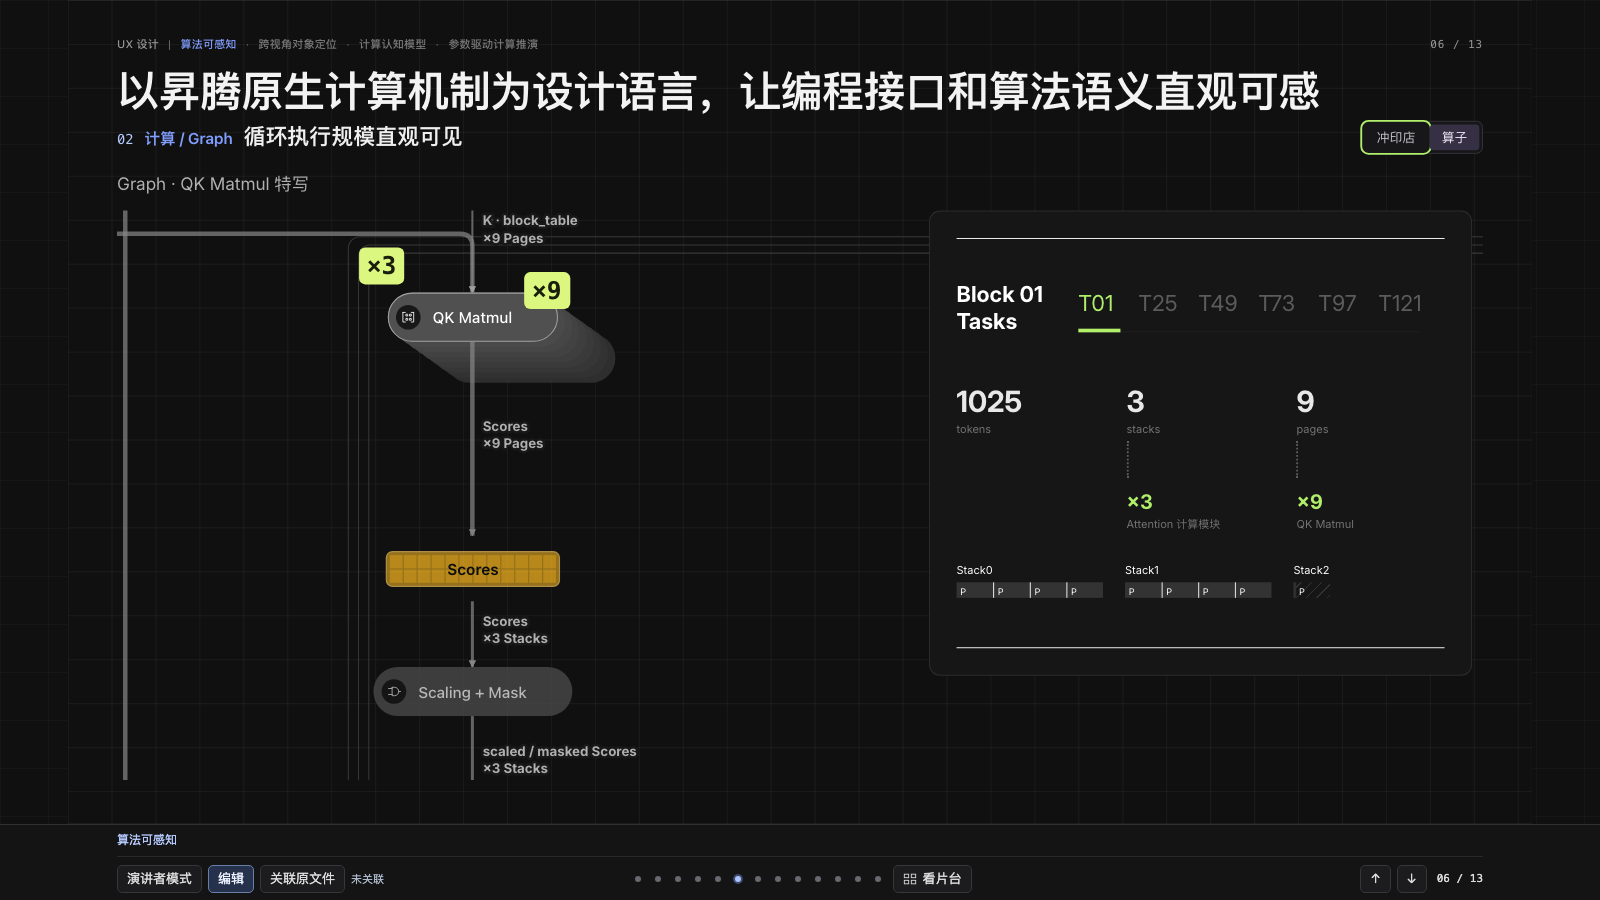 UX 设计 | 算法可感知 · 跨视角对象定位 · 计算认知模型 · 参数驱动计算推演
06 / 13
以昇腾原生计算机制为设计语言，让编程接口和算法语义直观可感
02 计算 / Graph 循环执行规模直观可见
冲印店 算子
Graph · QK Matmul 特写
K · block_table
×9 Pages
×3
×9
QK Matmul
Scores
×9 Pages
Scores
Scores
×3 Stacks
Scaling + Mask
scaled / masked Scores
×3 Stacks
Block 01
Tasks
T01 T25 T49 T73 T97 T121
1025 3 9
tokens stacks pages
×3 ×9
Attention 计算模块 QK Matmul
Stack0 Stack1 Stack2
P P P P P P P P P
算法可感知
演讲者模式 编辑 关联原文件 未关联
看片台
↑ ↓ 06 / 13